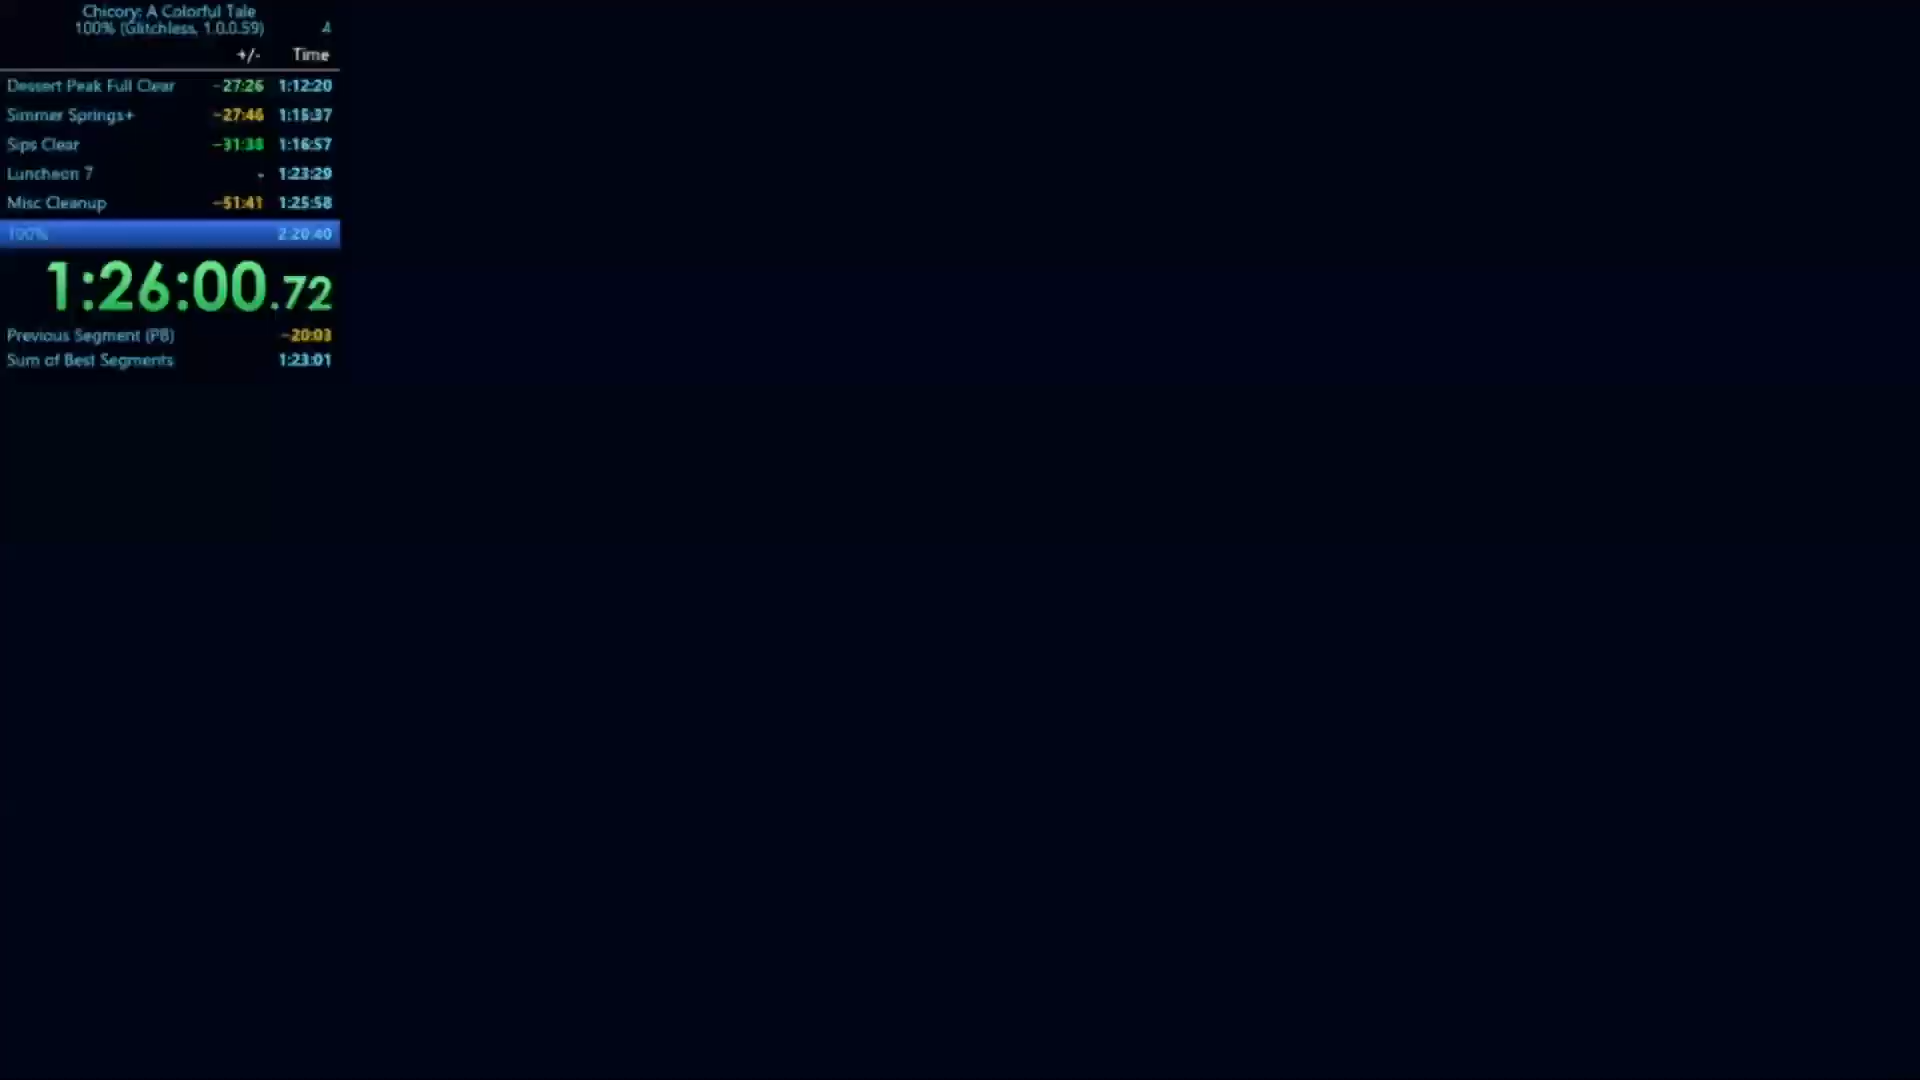 Chicory: A Colorful Tale
100% (Glitchless, 1.0.0.59) 4
+/- Time
Dessert Peak Full Clear -27:26 1:12:20
Simmer Springs+ -27:46 1:15:37
Sips Clear -31:38 1:16:57
Luncheon 7 - 1:23:29
Misc Cleanup -51:41 1:25:58
100% 2:20:40
1:26:00.72
Previous Segment (PB) -20:03
Sum of Best Segments 1:23:01